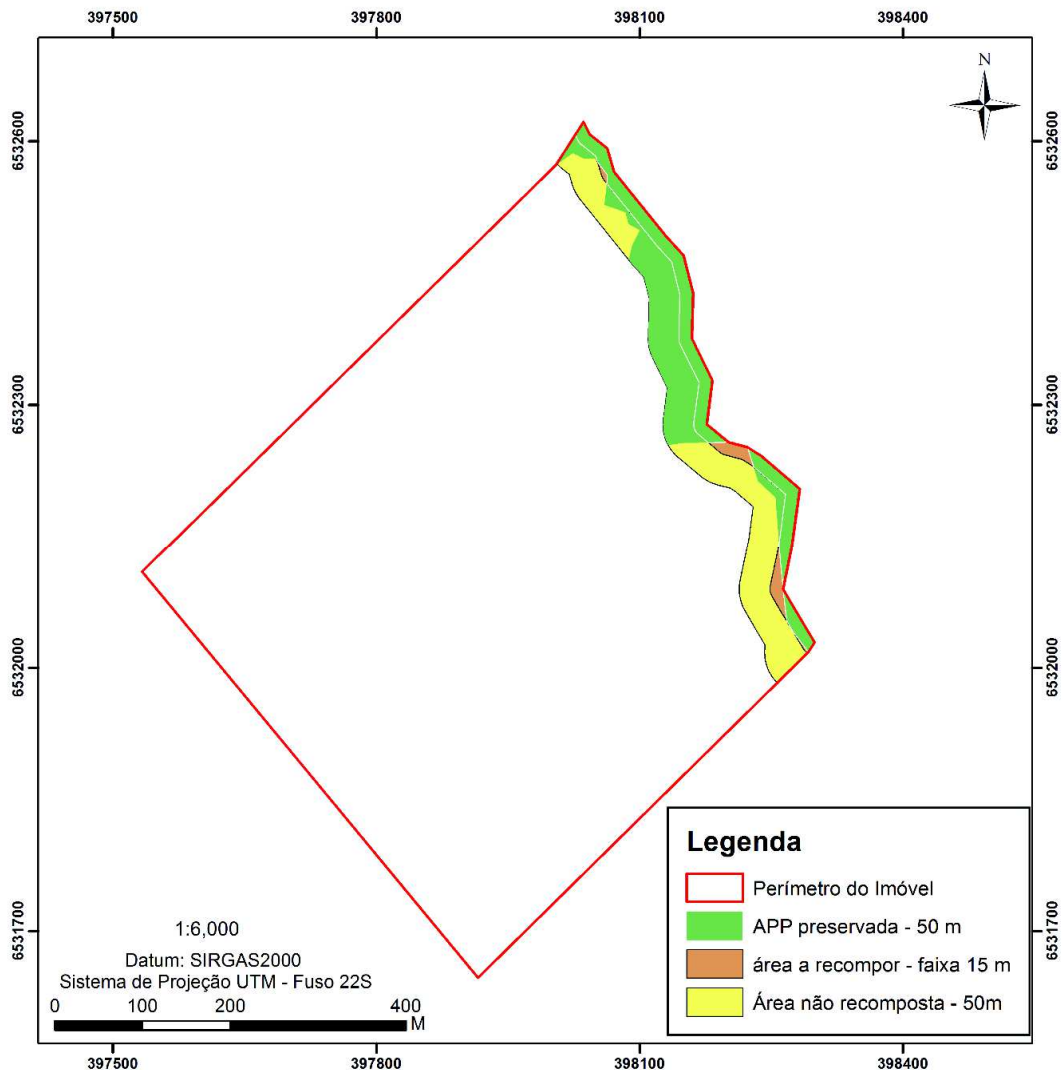 397500 397800 398100 398400
N
6532600 6532600
6532300 6532300
6532000 6532000
6531700 6531700
Legenda
Perímetro do Imóvel
APP preservada - 50 m
área a recompor - faixa 15 m
Área não recomposta - 50m
1:6,000
Datum: SIRGAS2000
Sistema de Projeção UTM - Fuso 22S
0 100 200 400
M
397500 397800 398100 398400